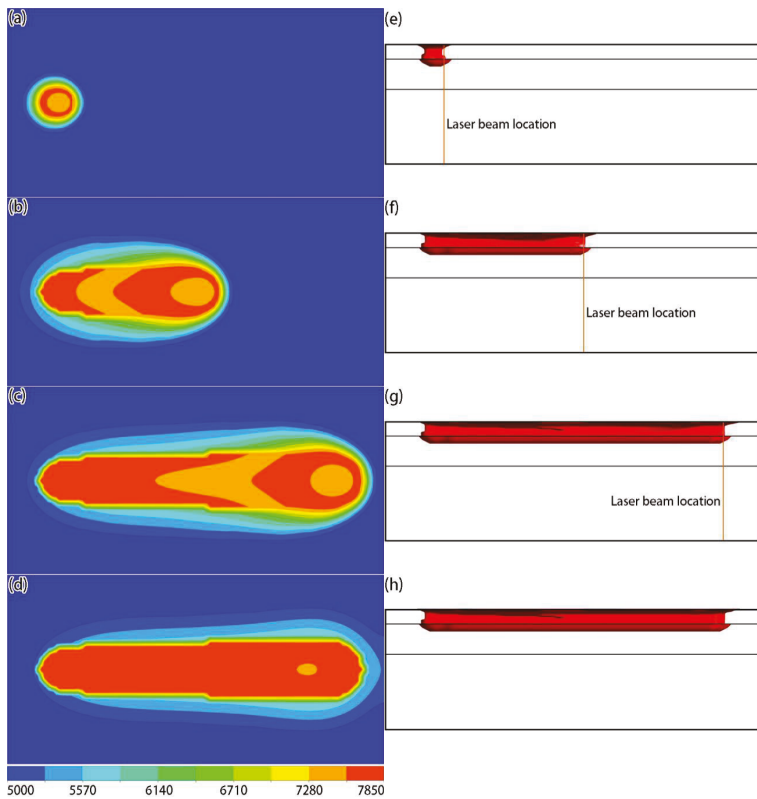 (a)
(e)
Laser beam location
(b)
(f)
Laser beam location
(c)
(g)
Laser beam location
(d)
(h)
5000 5570 6140 6710 7280 7850